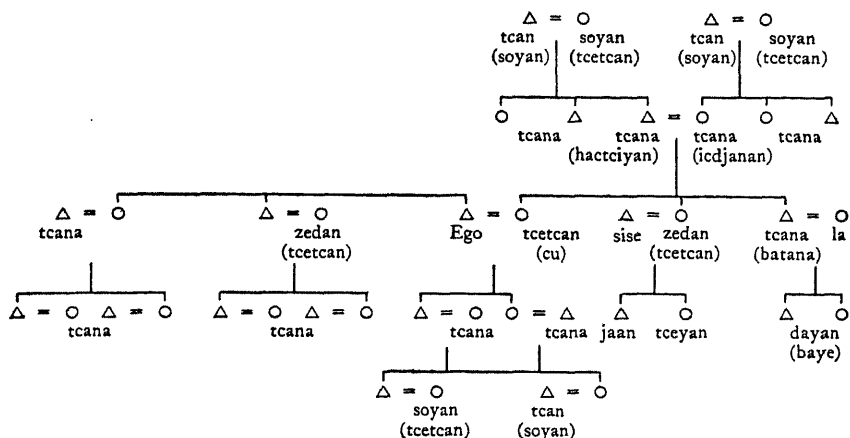 tcan soyan tcan soyan
(soyan) (tcetcan) (soyan) (tcetcan)
tcana tcana tcana tcana
(hactciyan) (icdjanan)
tcana zedan Ego tcetcan sise zedan tcana la
(tcetcan) (cu) (tcetcan) (batana)
tcana tcana tcana tcana jaan tceyan dayan
(baye)
soyan tcan
(tcetcan) (soyan)